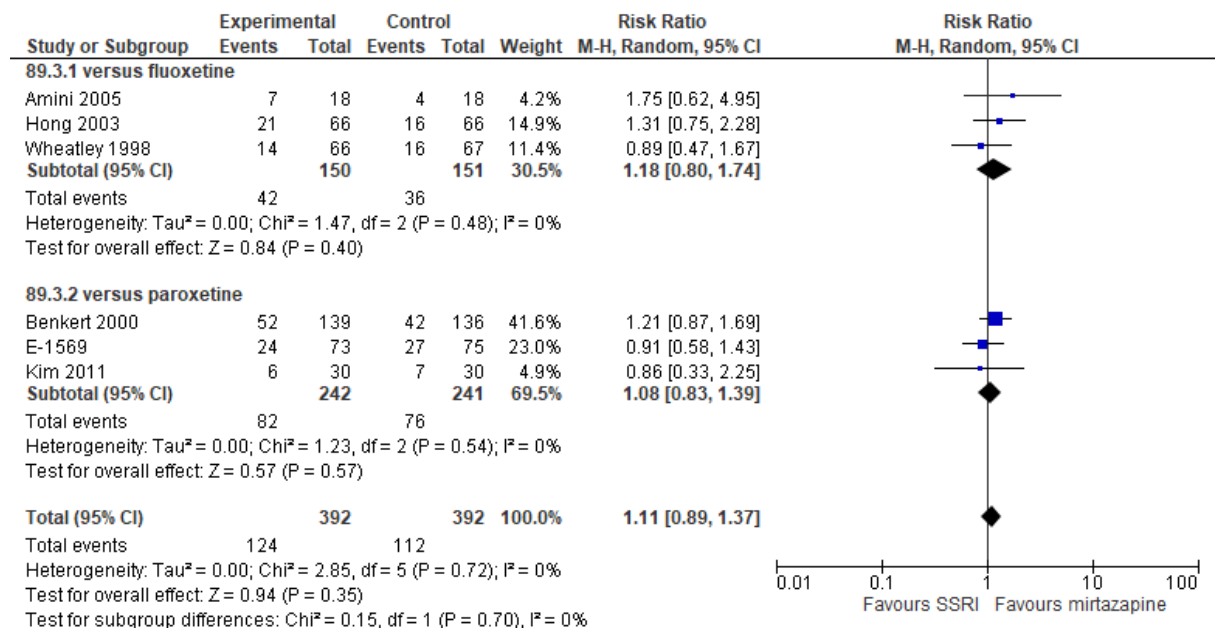 Experimental Control Risk Ratio Risk Ratio
Study or Subgroup Events Total Events Total Weight M-H, Random, 95% CI M-H, Random, 95% CI
89.3.1 versus fluoxetine
Amini 2005 7 18 4 18 4.2% 1.75 [0.62, 4.95]
Hong 2003 21 66 16 66 14.9% 1.31 [0.75, 2.28]
Wheatley 1998 14 66 16 67 11.4% 0.89 [0.47, 1.67]
Subtotal (95% CI) 150 151 30.5% 1.18 [0.80, 1.74]
Total events 42 36
Heterogeneity: Tau² = 0.00; Chi² = 1.47, df = 2 (P = 0.48); I² = 0%
Test for overall effect: Z = 0.84 (P = 0.40)
89.3.2 versus paroxetine
Benkert 2000 52 139 42 136 41.6% 1.21 [0.87, 1.69]
E-1569 24 73 27 75 23.0% 0.91 [0.58, 1.43]
Kim 2011 6 30 7 30 4.9% 0.86 [0.33, 2.25]
Subtotal (95% CI) 242 241 69.5% 1.08 [0.83, 1.39]
Total events 82 76
Heterogeneity: Tau² = 0.00; Chi² = 1.23, df = 2 (P = 0.54); I² = 0%
Test for overall effect: Z = 0.57 (P = 0.57)
Total (95% CI) 392 392 100.0% 1.11 [0.89, 1.37]
Total events 124 112
Heterogeneity: Tau² = 0.00; Chi² = 2.85, df = 5 (P = 0.72); I² = 0%
Test for overall effect: Z = 0.94 (P = 0.35)
Test for subgroup differences: Chi² = 0.15, df = 1 (P = 0.70), I² = 0%
0.01 0.1 1 10 100
Favours SSRI Favours mirtazapine